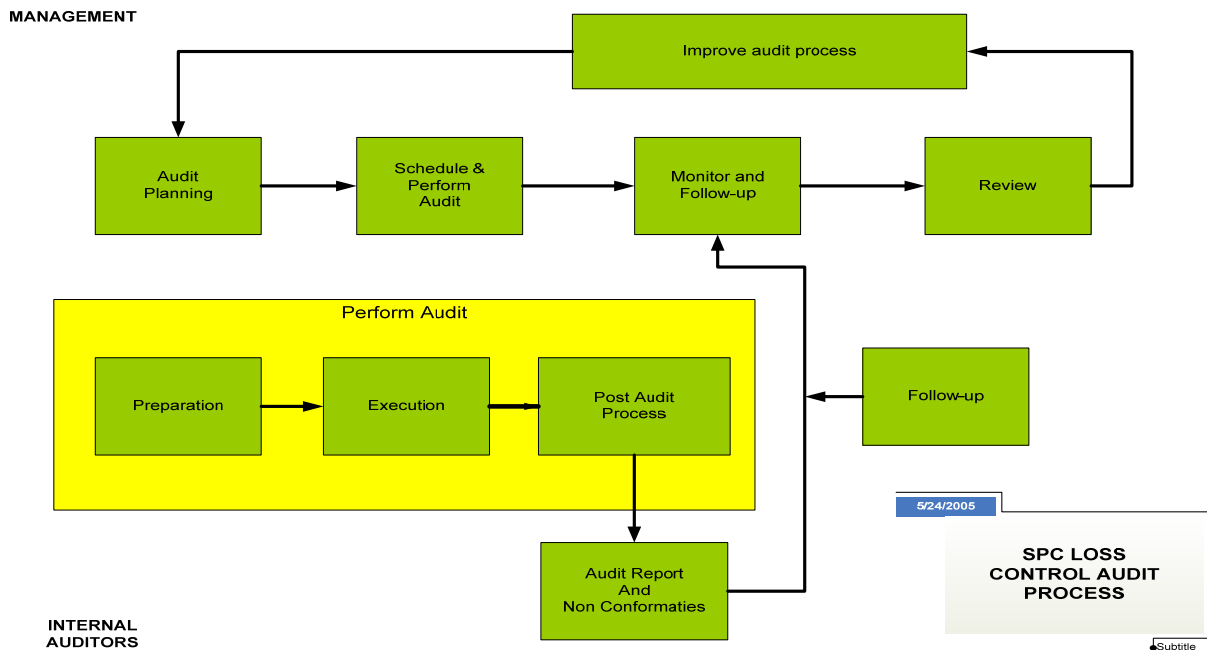 MANAGEMENT
Improve audit process
Audit
Planning
Schedule &
Perform
Audit
Monitor and
Follow-up
Review
Perform Audit
Preparation
Execution
Post Audit
Process
Follow-up
5/24/2005
SPC LOSS
CONTROL AUDIT
PROCESS
Audit Report
And
Non Conformaties
INTERNAL
AUDITORS
Subtitle